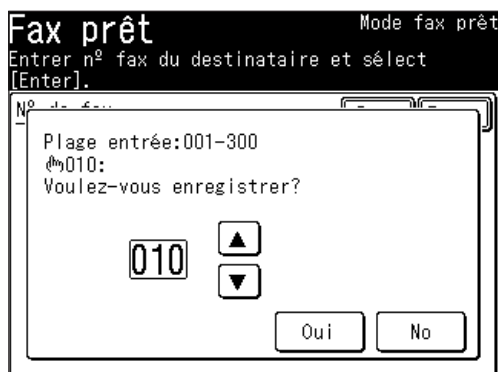 Fax prêt
Mode fax prêt
Entrer nº fax du destinataire et sélect
[Enter].
Plage entrée:001-300
010:
Voulez-vous enregistrer?
010
▲
▼
Oui
No